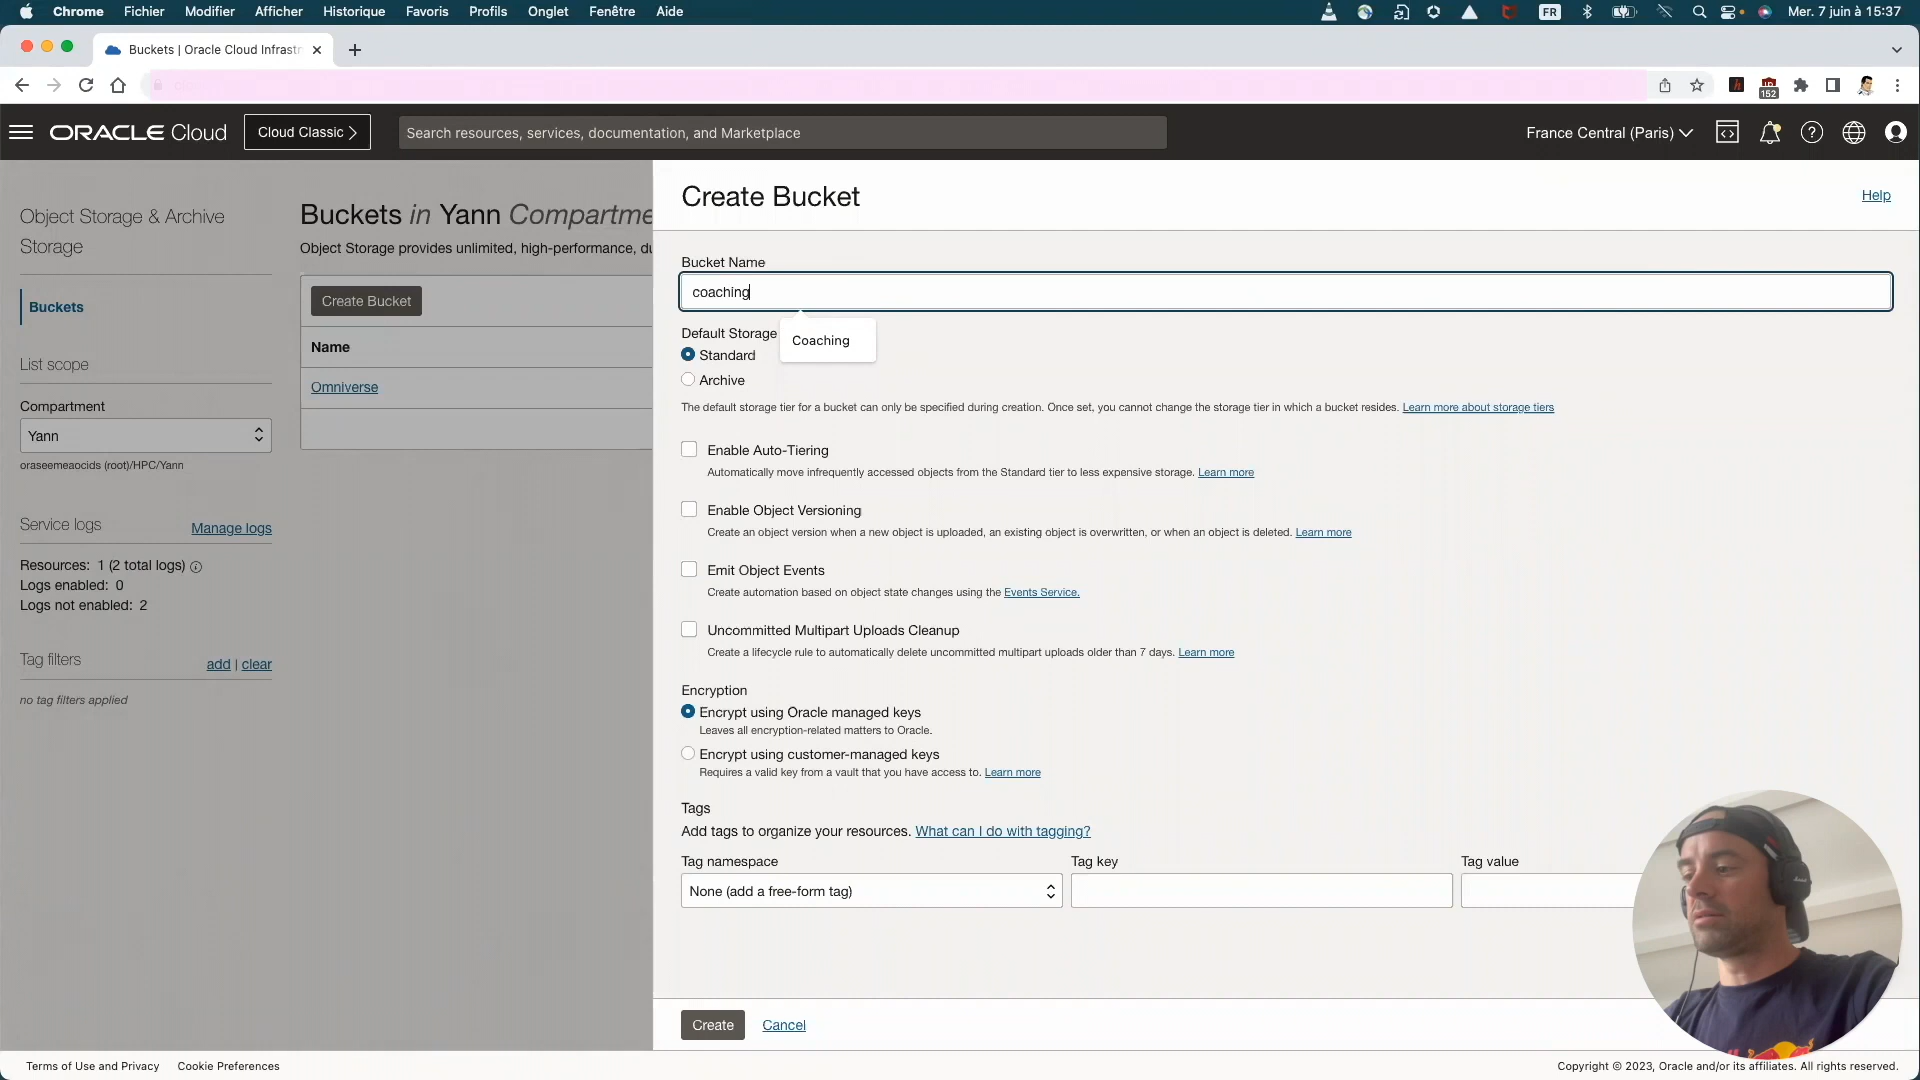 Chrome Fichier Modifier Afficher Historique Favoris Profils Onglet Fenêtre Aide FR Mer. 7 juin à 15:37
Buckets | Oracle Cloud Infrastr
152
ORACLE Cloud Cloud Classic Search resources, services, documentation, and Marketplace France Central (Paris)
Object Storage & Archive
Storage
Buckets
List scope
Compartment
Yann
oraseemeaocids (root)/HPC/Yann
Service logs Manage logs
Resources: 1 (2 total logs)
Logs enabled: 0
Logs not enabled: 2
Tag filters add | clear
no tag filters applied
Buckets in Yann Compartme
Object Storage provides unlimited, high-performance, du
Create Bucket
Name
Omniverse
Create Bucket
Help
Bucket Name
coaching
Default Storage
Coaching
Standard
Archive
The default storage tier for a bucket can only be specified during creation. Once set, you cannot change the storage tier in which a bucket resides. Learn more about storage tiers
Enable Auto-Tiering
Automatically move infrequently accessed objects from the Standard tier to less expensive storage. Learn more
Enable Object Versioning
Create an object version when a new object is uploaded, an existing object is overwritten, or when an object is deleted. Learn more
Emit Object Events
Create automation based on object state changes using the Events Service.
Uncommitted Multipart Uploads Cleanup
Create a lifecycle rule to automatically delete uncommitted multipart uploads older than 7 days. Learn more
Encryption
Encrypt using Oracle managed keys
Leaves all encryption-related matters to Oracle.
Encrypt using customer-managed keys
Requires a valid key from a vault that you have access to. Learn more
Tags
Add tags to organize your resources. What can I do with tagging?
Tag namespace Tag key Tag value
None (add a free-form tag)
Create Cancel
Terms of Use and Privacy Cookie Preferences Copyright © 2023, Oracle and/or its affiliates. All rights reserved.